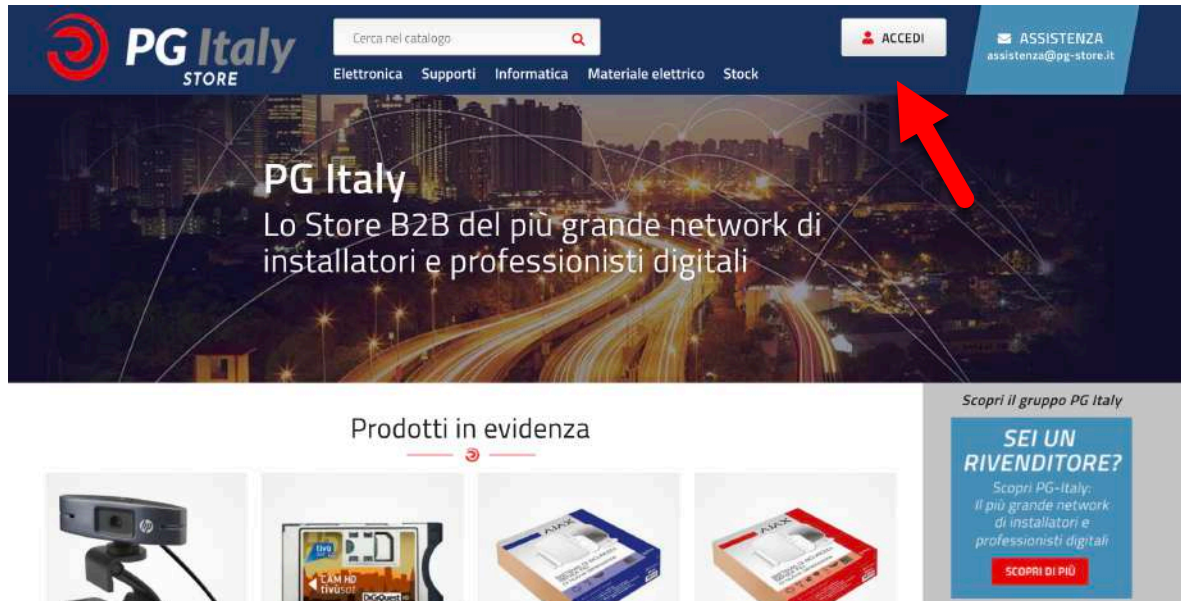 PG Italy
STORE
Cerca nel catalogo
ACCEDI
ASSISTENZA
assistenza@pg-store.it
Elettronica Supporti Informatica Materiale elettrico Stock
PG Italy
Lo Store B2B del più grande network di
installatori e professionisti digitali
Prodotti in evidenza
Scopri il gruppo PG Italy
SEI UN
RIVENDITORE?
Scopri PG-Italy:
Il più grande network
di installatori e
professionisti digitali
SCOPRI DI PIÙ
hp
tivù
CAM HD
tivùsat
DiGiQuest
AJAX
AJAX